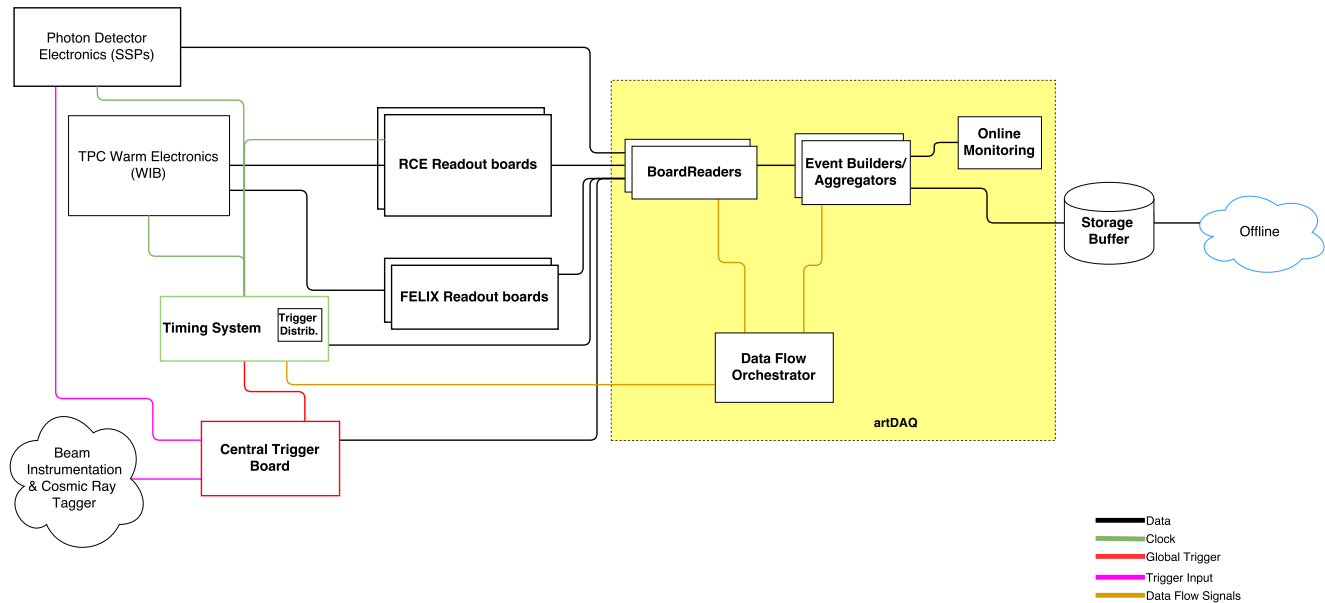 Photon Detector
Electronics (SSPs)
TPC Warm Electronics
(WIB)
RCE Readout boards
FELIX Readout boards
Timing System
Trigger
Distrib.
Central Trigger
Board
Beam
Instrumentation
& Cosmic Ray
Tagger
BoardReaders
Event Builders/
Aggregators
Online
Monitoring
Data Flow
Orchestrator
artDAQ
Storage
Buffer
Offline
Data
Clock
Global Trigger
Trigger Input
Data Flow Signals